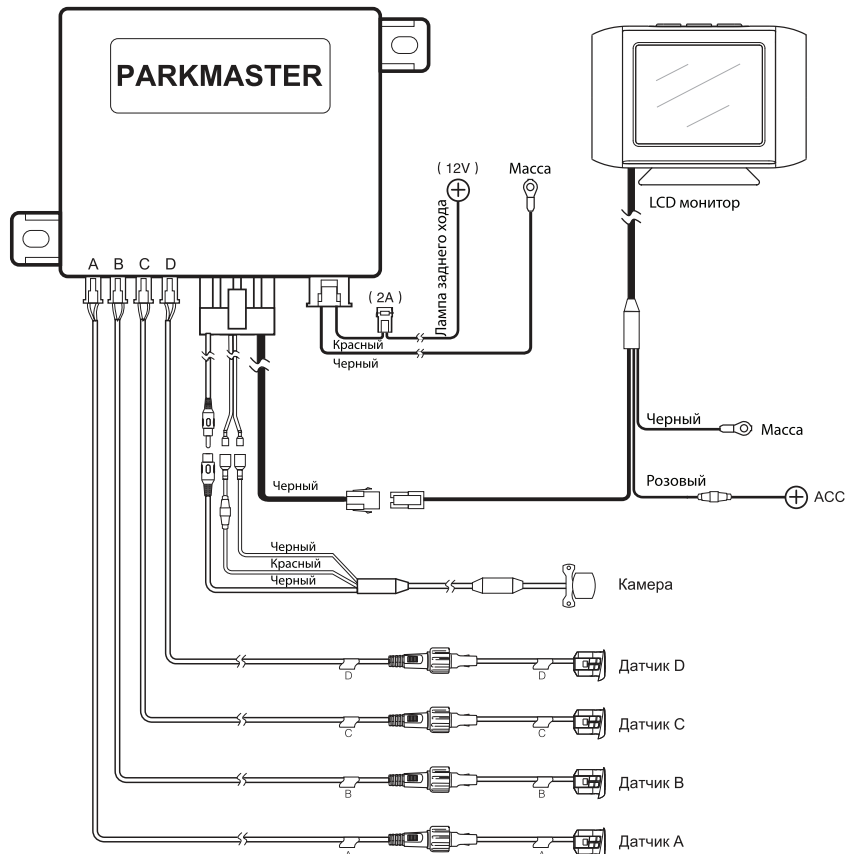 PARKMASTER
A B C D
( 12V )
Масса
Лампа заднего хода
( 2A )
Красный
Черный
LCD монитор
Черный
Масса
Розовый
ACC
Черный
Черный
Красный
Черный
Камера
D
D
Датчик D
C
C
Датчик C
B
B
Датчик B
A
A
Датчик A